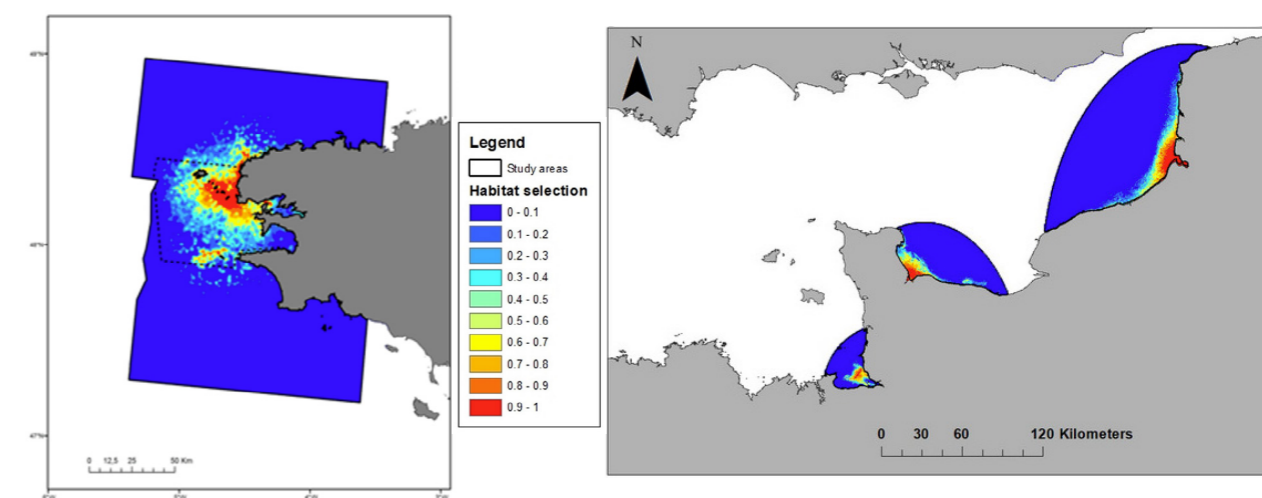 48°N
47°N
0 12,5 25 50 Km
Legend
Study areas
Habitat selection
0 - 0.1
0.1 - 0.2
0.2 - 0.3
0.3 - 0.4
0.4 - 0.5
0.5 - 0.6
0.6 - 0.7
0.7 - 0.8
0.8 - 0.9
0.9 - 1
N
0 30 60 120 Kilometers